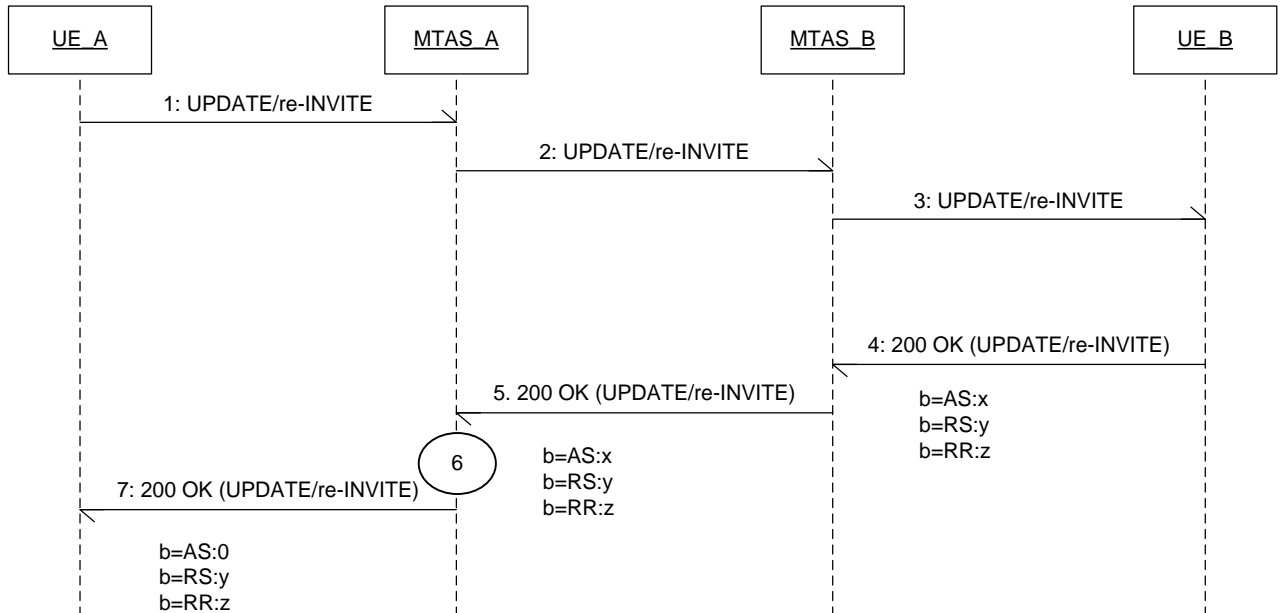 UE_A
MTAS_A
MTAS_B
UE_B
1: UPDATE/re-INVITE
2: UPDATE/re-INVITE
3: UPDATE/re-INVITE
4: 200 OK (UPDATE/re-INVITE)
b=AS:x
b=RS:y
b=RR:z
5. 200 OK (UPDATE/re-INVITE)
b=AS:x
b=RS:y
b=RR:z
6
7: 200 OK (UPDATE/re-INVITE)
b=AS:0
b=RS:y
b=RR:z